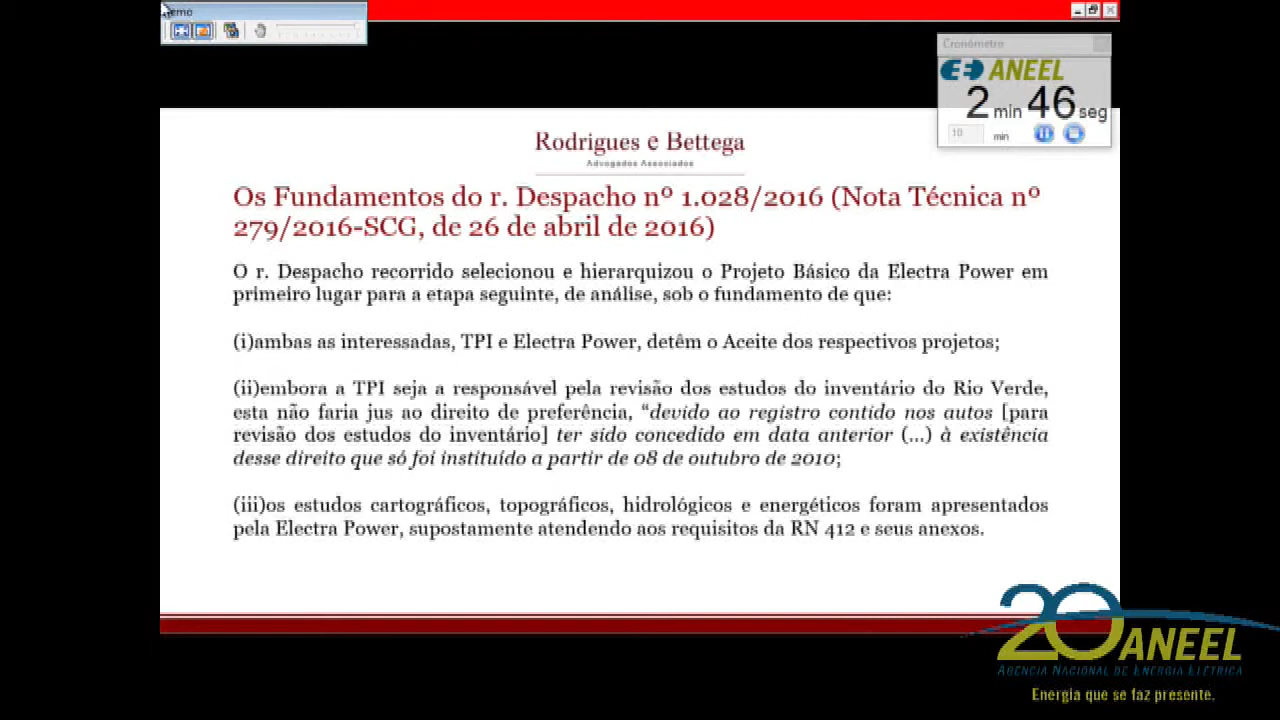 emo
Cronômetro
ANEEL
2 min 46 seg
10 min
Rodrigues e Bettega
Advogados Associados
Os Fundamentos do r. Despacho nº 1.028/2016 (Nota Técnica nº
279/2016-SCG, de 26 de abril de 2016)
O r. Despacho recorrido selecionou e hierarquizou o Projeto Básico da Electra Power em
primeiro lugar para a etapa seguinte, de análise, sob o fundamento de que:
(i)ambas as interessadas, TPI e Electra Power, detêm o Aceite dos respectivos projetos;
(ii)embora a TPI seja a responsável pela revisão dos estudos do inventário do Rio Verde,
esta não faria jus ao direito de preferência, “devido ao registro contido nos autos [para
revisão dos estudos do inventário] ter sido concedido em data anterior (...) à existência
desse direito que só foi instituído a partir de 08 de outubro de 2010;
(iii)os estudos cartográficos, topográficos, hidrológicos e energéticos foram apresentados
pela Electra Power, supostamente atendendo aos requisitos da RN 412 e seus anexos.
20 ANEEL
AGÊNCIA NACIONAL DE ENERGIA ELÉTRICA
Energia que se faz presente.